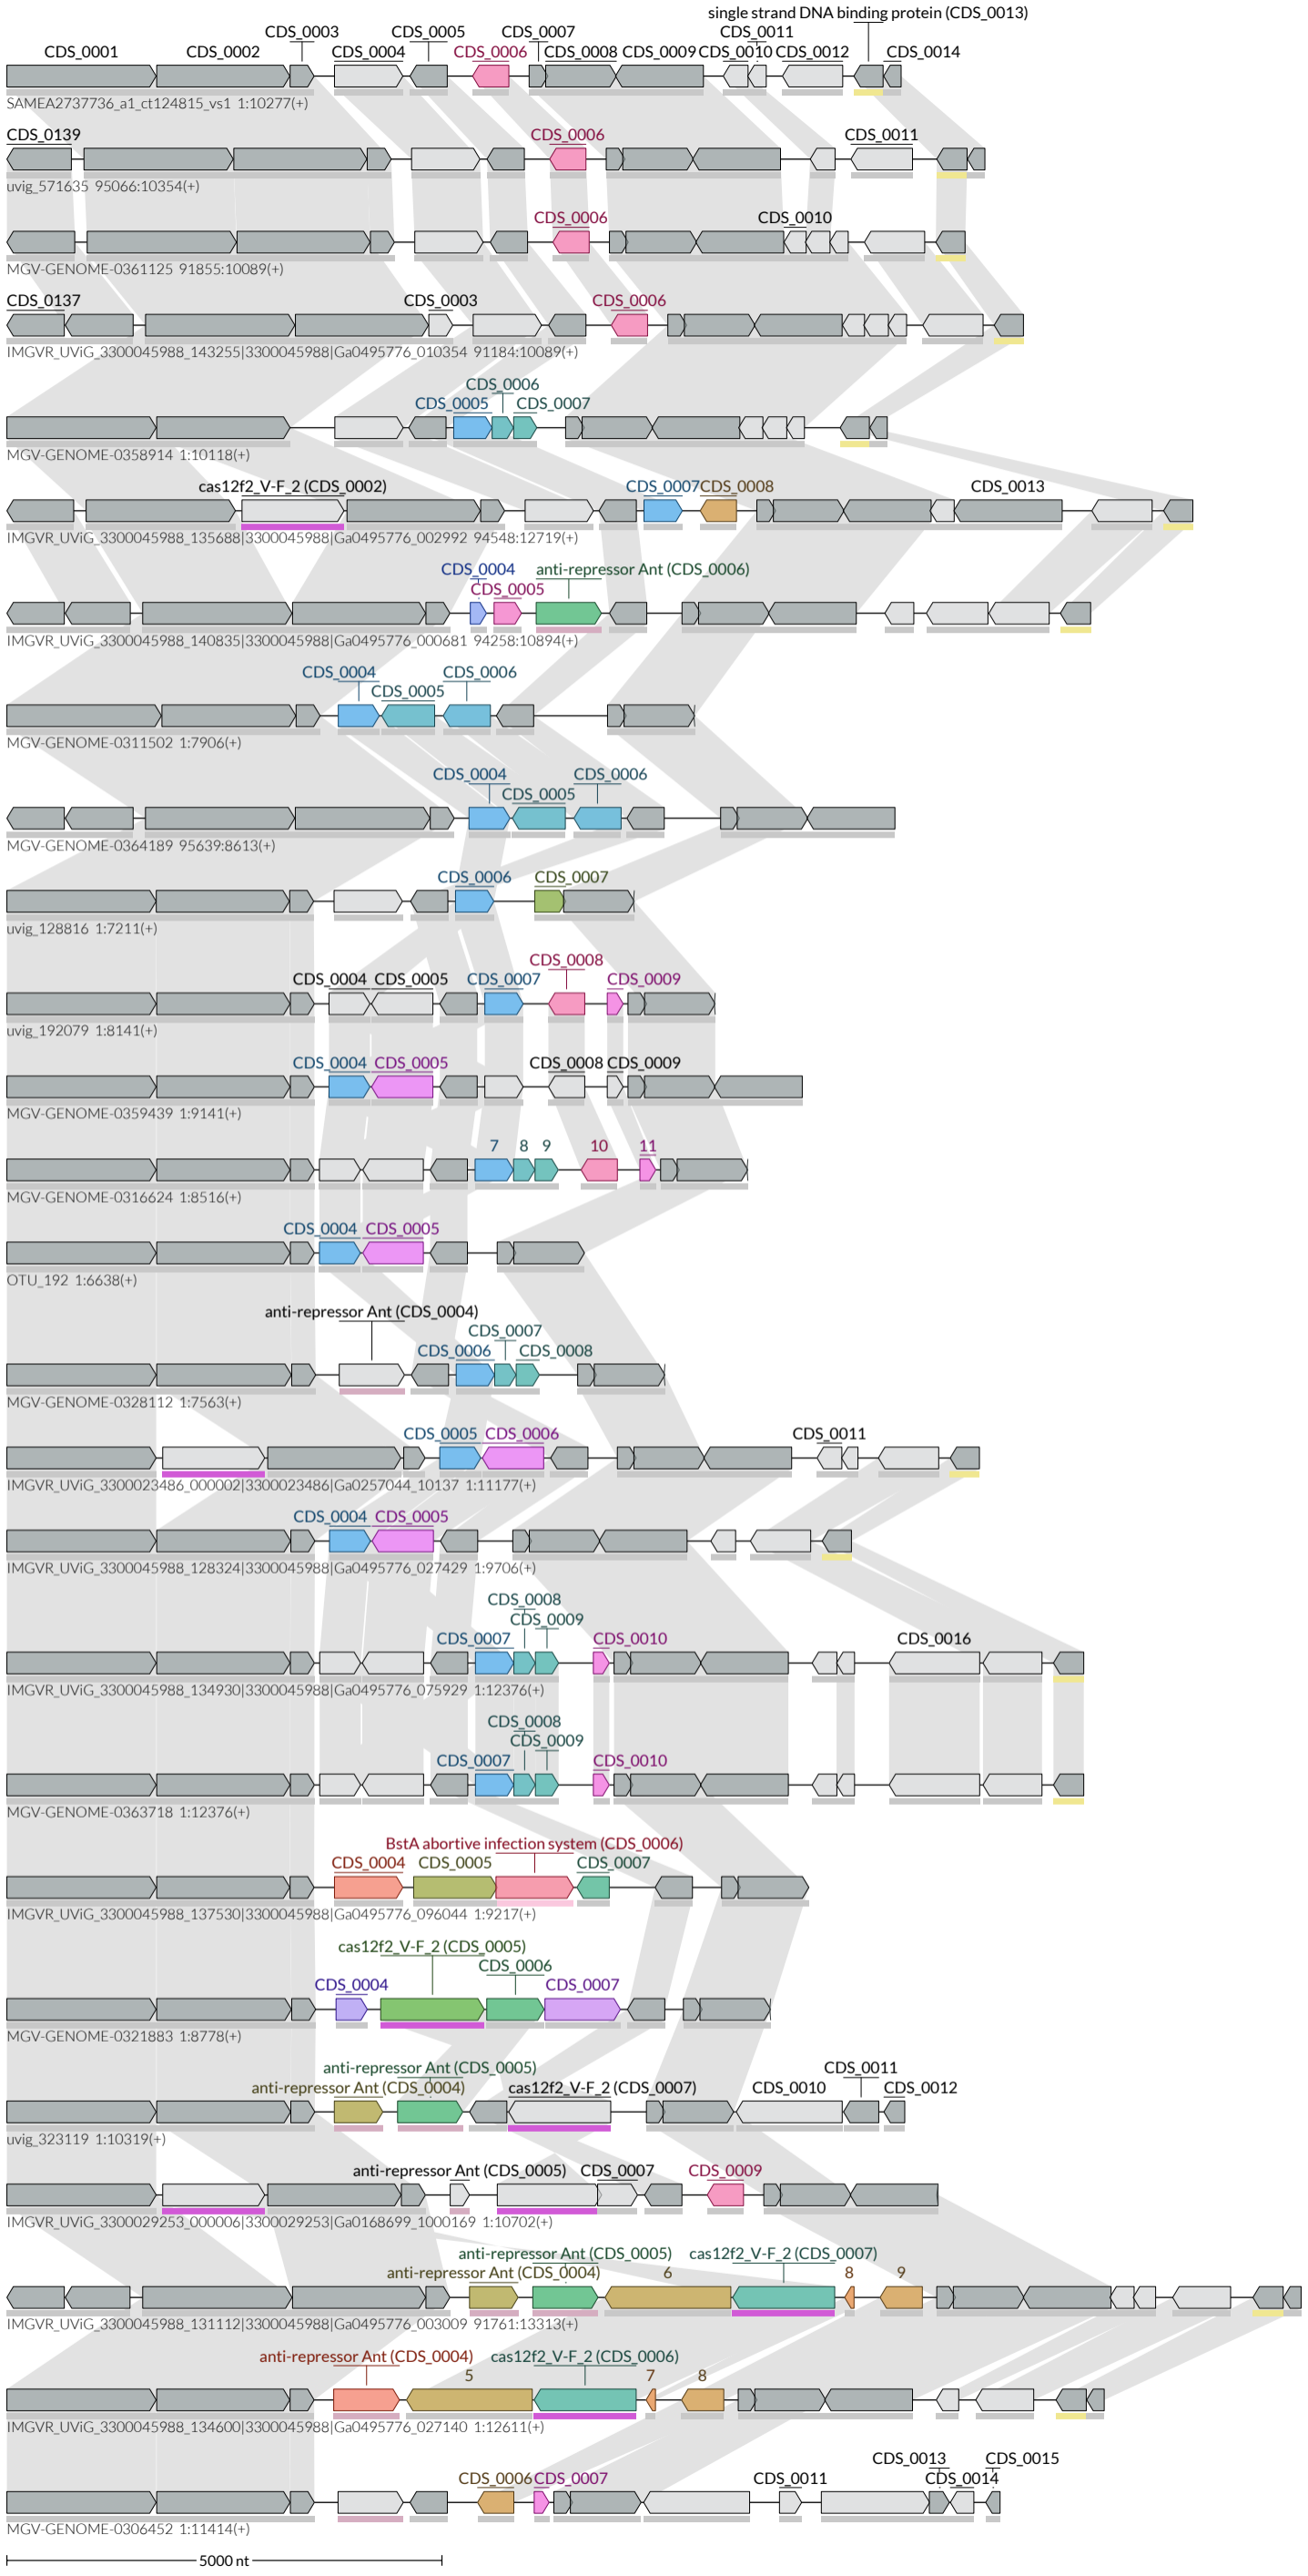 single strand DNA binding protein (CDS_0013)
CDS_0003 CDS_0005 CDS_0007 CDS_0011
CDS_0001 CDS_0002 CDS_0004 CDS_0006 CDS_0008 CDS_0009 CDS_0010 CDS_0012 CDS_0014
SAMEA2737736_a1_ct124815_vs1 1:10277(+)
CDS_0139 CDS_0006 CDS_0011
uvig_571635 95066:10354(+)
CDS_0006 CDS_0010
MGV-GENOME-0361125 91855:10089(+)
CDS_0137 CDS_0003 CDS_0006
IMGVR_UViG_3300045988_143255|3300045988|Ga0495776_010354 91184:10089(+)
CDS_0006
CDS_0005 CDS_0007
MGV-GENOME-0358914 1:10118(+)
cas12f2_V-F_2 (CDS_0002) CDS_0007 CDS_0008 CDS_0013
IMGVR_UViG_3300045988_135688|3300045988|Ga0495776_002992 94548:12719(+)
CDS_0004 anti-repressor Ant (CDS_0006)
CDS_0005
IMGVR_UViG_3300045988_140835|3300045988|Ga0495776_000681 94258:10894(+)
CDS_0004 CDS_0006
CDS_0005
MGV-GENOME-0311502 1:7906(+)
CDS_0004 CDS_0006
CDS_0005
MGV-GENOME-0364189 95639:8613(+)
CDS_0006 CDS_0007
uvig_128816 1:7211(+)
CDS_0008
CDS_0004 CDS_0005 CDS_0007 CDS_0009
uvig_192079 1:8141(+)
CDS_0004 CDS_0005 CDS_0008 CDS_0009
MGV-GENOME-0359439 1:9141(+)
7 8 9 10 11
MGV-GENOME-0316624 1:8516(+)
CDS_0004 CDS_0005
OTU_192 1:6638(+)
anti-repressor Ant (CDS_0004)
CDS_0007
CDS_0006 CDS_0008
MGV-GENOME-0328112 1:7563(+)
CDS_0005 CDS_0006 CDS_0011
IMGVR_UViG_3300023486_000002|3300023486|Ga0257044_10137 1:11177(+)
CDS_0004 CDS_0005
IMGVR_UViG_3300045988_128324|3300045988|Ga0495776_027429 1:9706(+)
CDS_0008
CDS_0009
CDS_0007 CDS_0010 CDS_0016
IMGVR_UViG_3300045988_134930|3300045988|Ga0495776_075929 1:12376(+)
CDS_0008
CDS_0009
CDS_0007 CDS_0010
MGV-GENOME-0363718 1:12376(+)
BstA abortive infection system (CDS_0006)
CDS_0004 CDS_0005 CDS_0007
IMGVR_UViG_3300045988_137530|3300045988|Ga0495776_096044 1:9217(+)
cas12f2_V-F_2 (CDS_0005)
CDS_0006
CDS_0004 CDS_0007
MGV-GENOME-0321883 1:8778(+)
anti-repressor Ant (CDS_0005) CDS_0011
anti-repressor Ant (CDS_0004) cas12f2_V-F_2 (CDS_0007) CDS_0010 CDS_0012
uvig_323119 1:10319(+)
anti-repressor Ant (CDS_0005) CDS_0007 CDS_0009
IMGVR_UViG_3300029253_000006|3300029253|Ga0168699_1000169 1:10702(+)
anti-repressor Ant (CDS_0005) cas12f2_V-F_2 (CDS_0007)
anti-repressor Ant (CDS_0004) 6 8 9
IMGVR_UViG_3300045988_131112|3300045988|Ga0495776_003009 91761:13313(+)
anti-repressor Ant (CDS_0004) cas12f2_V-F_2 (CDS_0006)
5 7 8
IMGVR_UViG_3300045988_134600|3300045988|Ga0495776_027140 1:12611(+)
CDS_0013 CDS_0015
CDS_0006 CDS_0007 CDS_0011 CDS_0014
MGV-GENOME-0306452 1:11414(+)
5000 nt